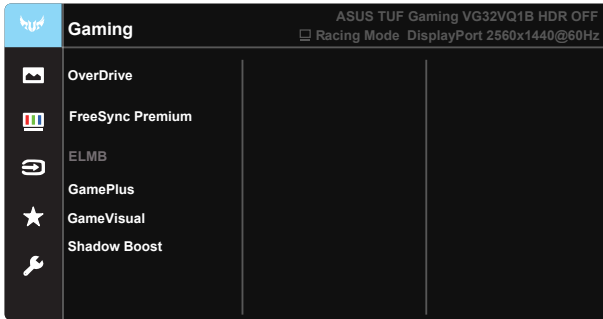 Gaming
ASUS TUF Gaming VG32VQ1B HDR OFF
Racing Mode DisplayPort 2560x1440@60Hz
OverDrive
FreeSync Premium
ELMB
GamePlus
GameVisual
Shadow Boost